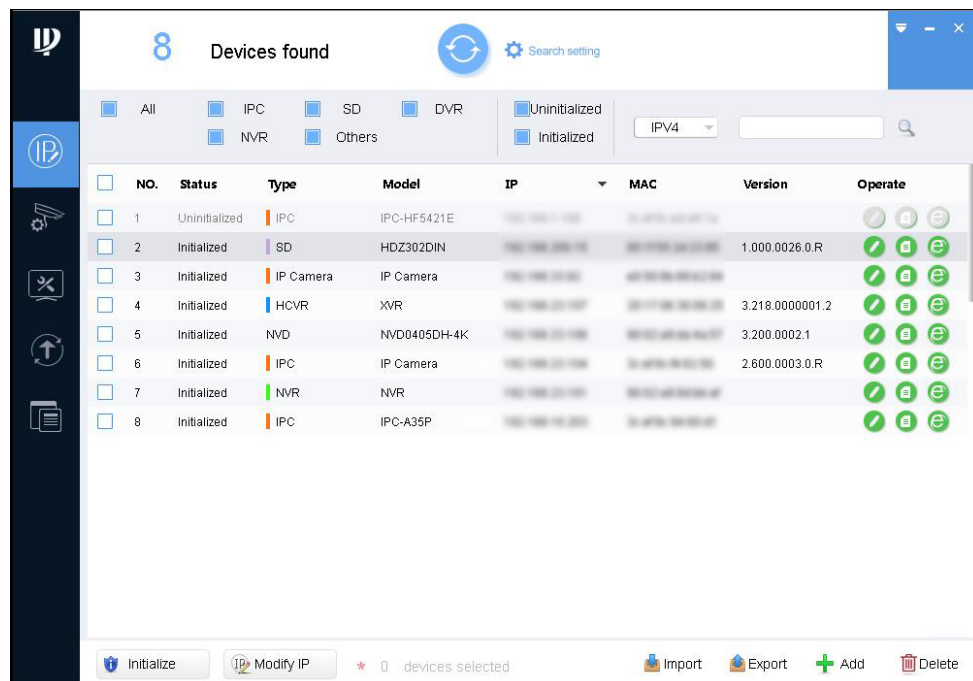 IP
8 Devices found Search setting
All IPC SD DVR Uninitialized
NVR Others Initialized IPV4
NO. Status Type Model IP MAC Version Operate
1 Uninitialized IPC IPC-HF5421E
2 Initialized SD HDZ302DIN 1.000.0026.0.R
3 Initialized IP Camera IP Camera
4 Initialized HCVR XVR 3.218.0000001.2
5 Initialized NVD NVD0405DH-4K 3.200.0002.1
6 Initialized IPC IP Camera 2.600.0003.0.R
7 Initialized NVR NVR
8 Initialized IPC IPC-A35P
Initialize IP Modify IP * 0 devices selected Import Export Add Delete